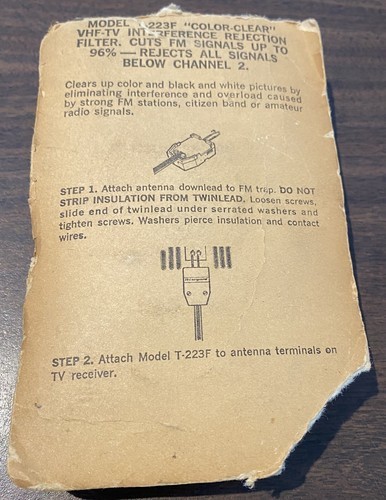 MODEL T-223F "COLOR-CLEAR"
VHF-TV INTERFERENCE REJECTION
FILTER. CUTS FM SIGNALS UP TO
96% — REJECTS ALL SIGNALS
BELOW CHANNEL 2.
Clears up color and black and white pictures by
eliminating interference and overload caused
by strong FM stations, citizen band or amateur
radio signals.
STEP 1. Attach antenna downlead to FM trap. DO NOT
STRIP INSULATION FROM TWINLEAD. Loosen screws,
slide end of twinlead under serrated washers and
tighten screws. Washers pierce insulation and contact
wires.
STEP 2. Attach Model T-223F to antenna terminals on
TV receiver.